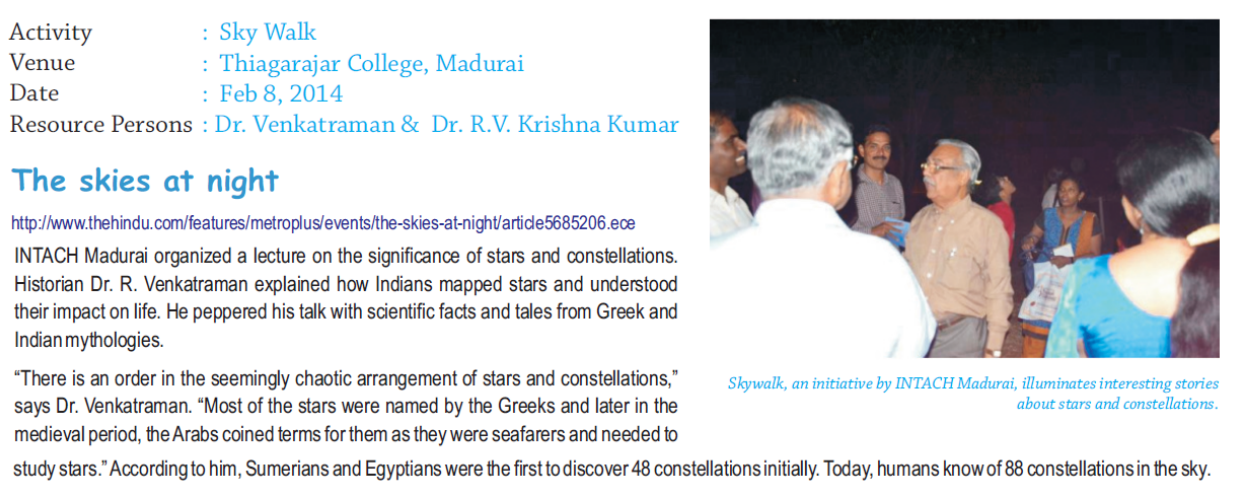 Activity : Sky Walk
Venue : Thiagarajar College, Madurai
Date : Feb 8, 2014
Resource Persons : Dr. Venkatraman & Dr. R.V. Krishna Kumar
The skies at night
http://www.thehindu.com/features/metroplus/events/the-skies-at-night/article5685206.ece
INTACH Madurai organized a lecture on the significance of stars and constellations.
Historian Dr. R. Venkatraman explained how Indians mapped stars and understood
their impact on life. He peppered his talk with scientific facts and tales from Greek and
Indian mythologies.
“There is an order in the seemingly chaotic arrangement of stars and constellations,”
says Dr. Venkatraman. “Most of the stars were named by the Greeks and later in the
medieval period, the Arabs coined terms for them as they were seafarers and needed to
study stars.” According to him, Sumerians and Egyptians were the first to discover 48 constellations initially. Today, humans know of 88 constellations in the sky.
Skywalk, an initiative by INTACH Madurai, illuminates interesting stories
about stars and constellations.